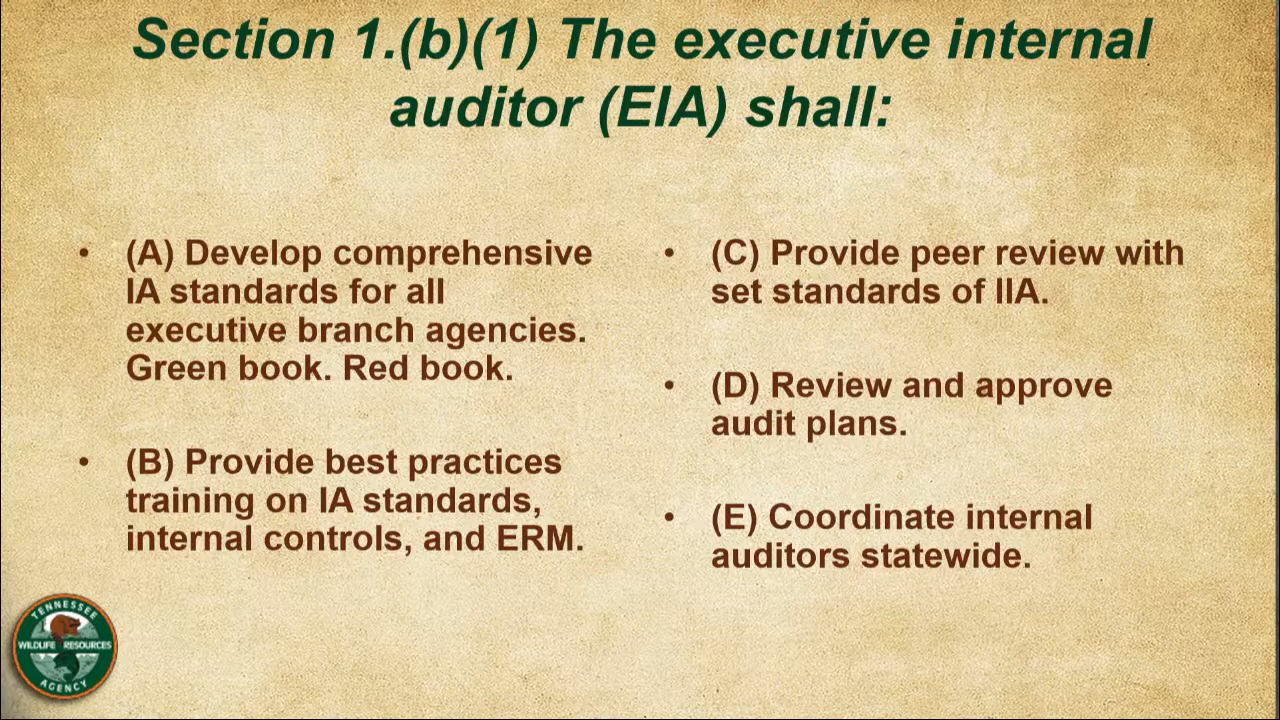 Section 1.(b)(1) The executive internal
auditor (EIA) shall:
• (A) Develop comprehensive
IA standards for all
executive branch agencies.
Green book. Red book.
• (B) Provide best practices
training on IA standards,
internal controls, and ERM.
• (C) Provide peer review with
set standards of IIA.
• (D) Review and approve
audit plans.
• (E) Coordinate internal
auditors statewide.
TENNESSEE
WILDLIFE RESOURCES
AGENCY